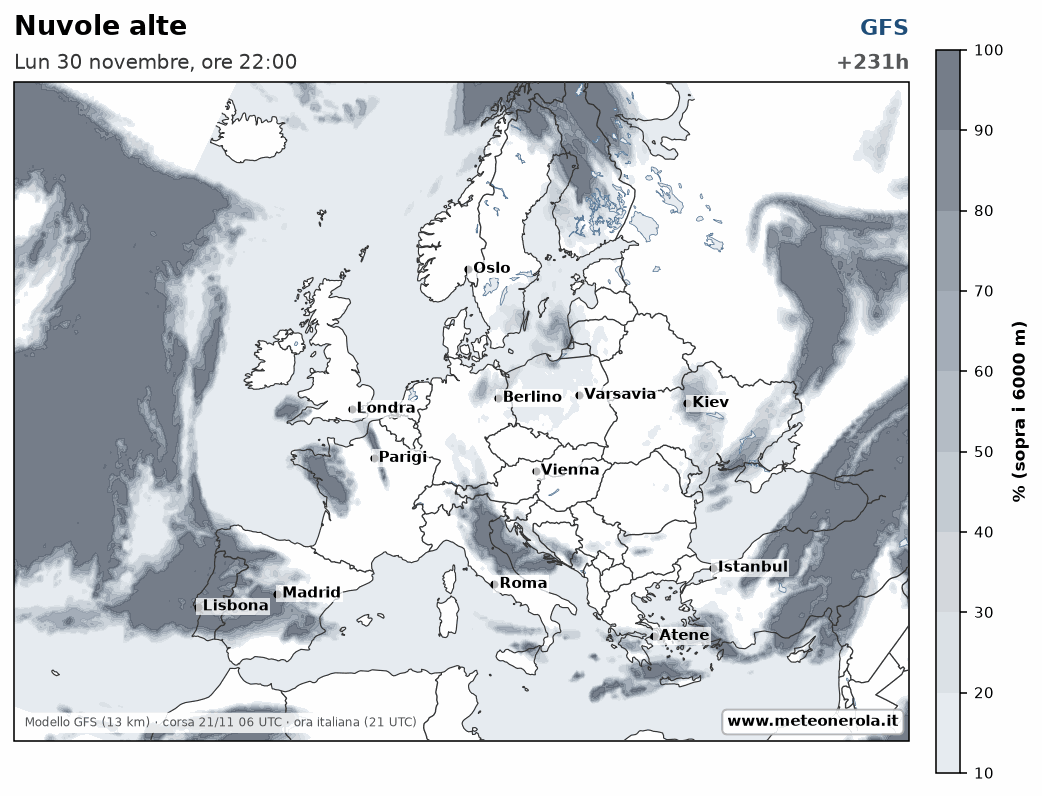 Nuvole alte
GFS
Lun 30 novembre, ore 22:00
+231h
100
90
80
70
60
50
40
30
20
10
% (sopra i 6000 m)
Oslo
Londra
Berlino
Varsavia
Kiev
Parigi
Vienna
Istanbul
Roma
Madrid
Lisbona
Atene
Modello GFS (13 km) · corsa 21/11 06 UTC · ora italiana (21 UTC)
www.meteonerola.it